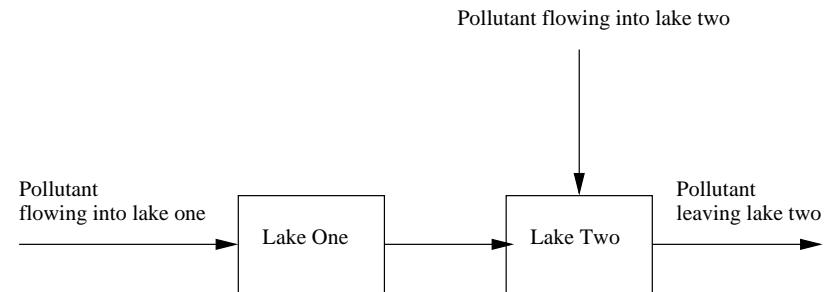 Pollutant flowing into lake two
Pollutant
flowing into lake one
Lake One
Lake Two
Pollutant
leaving lake two